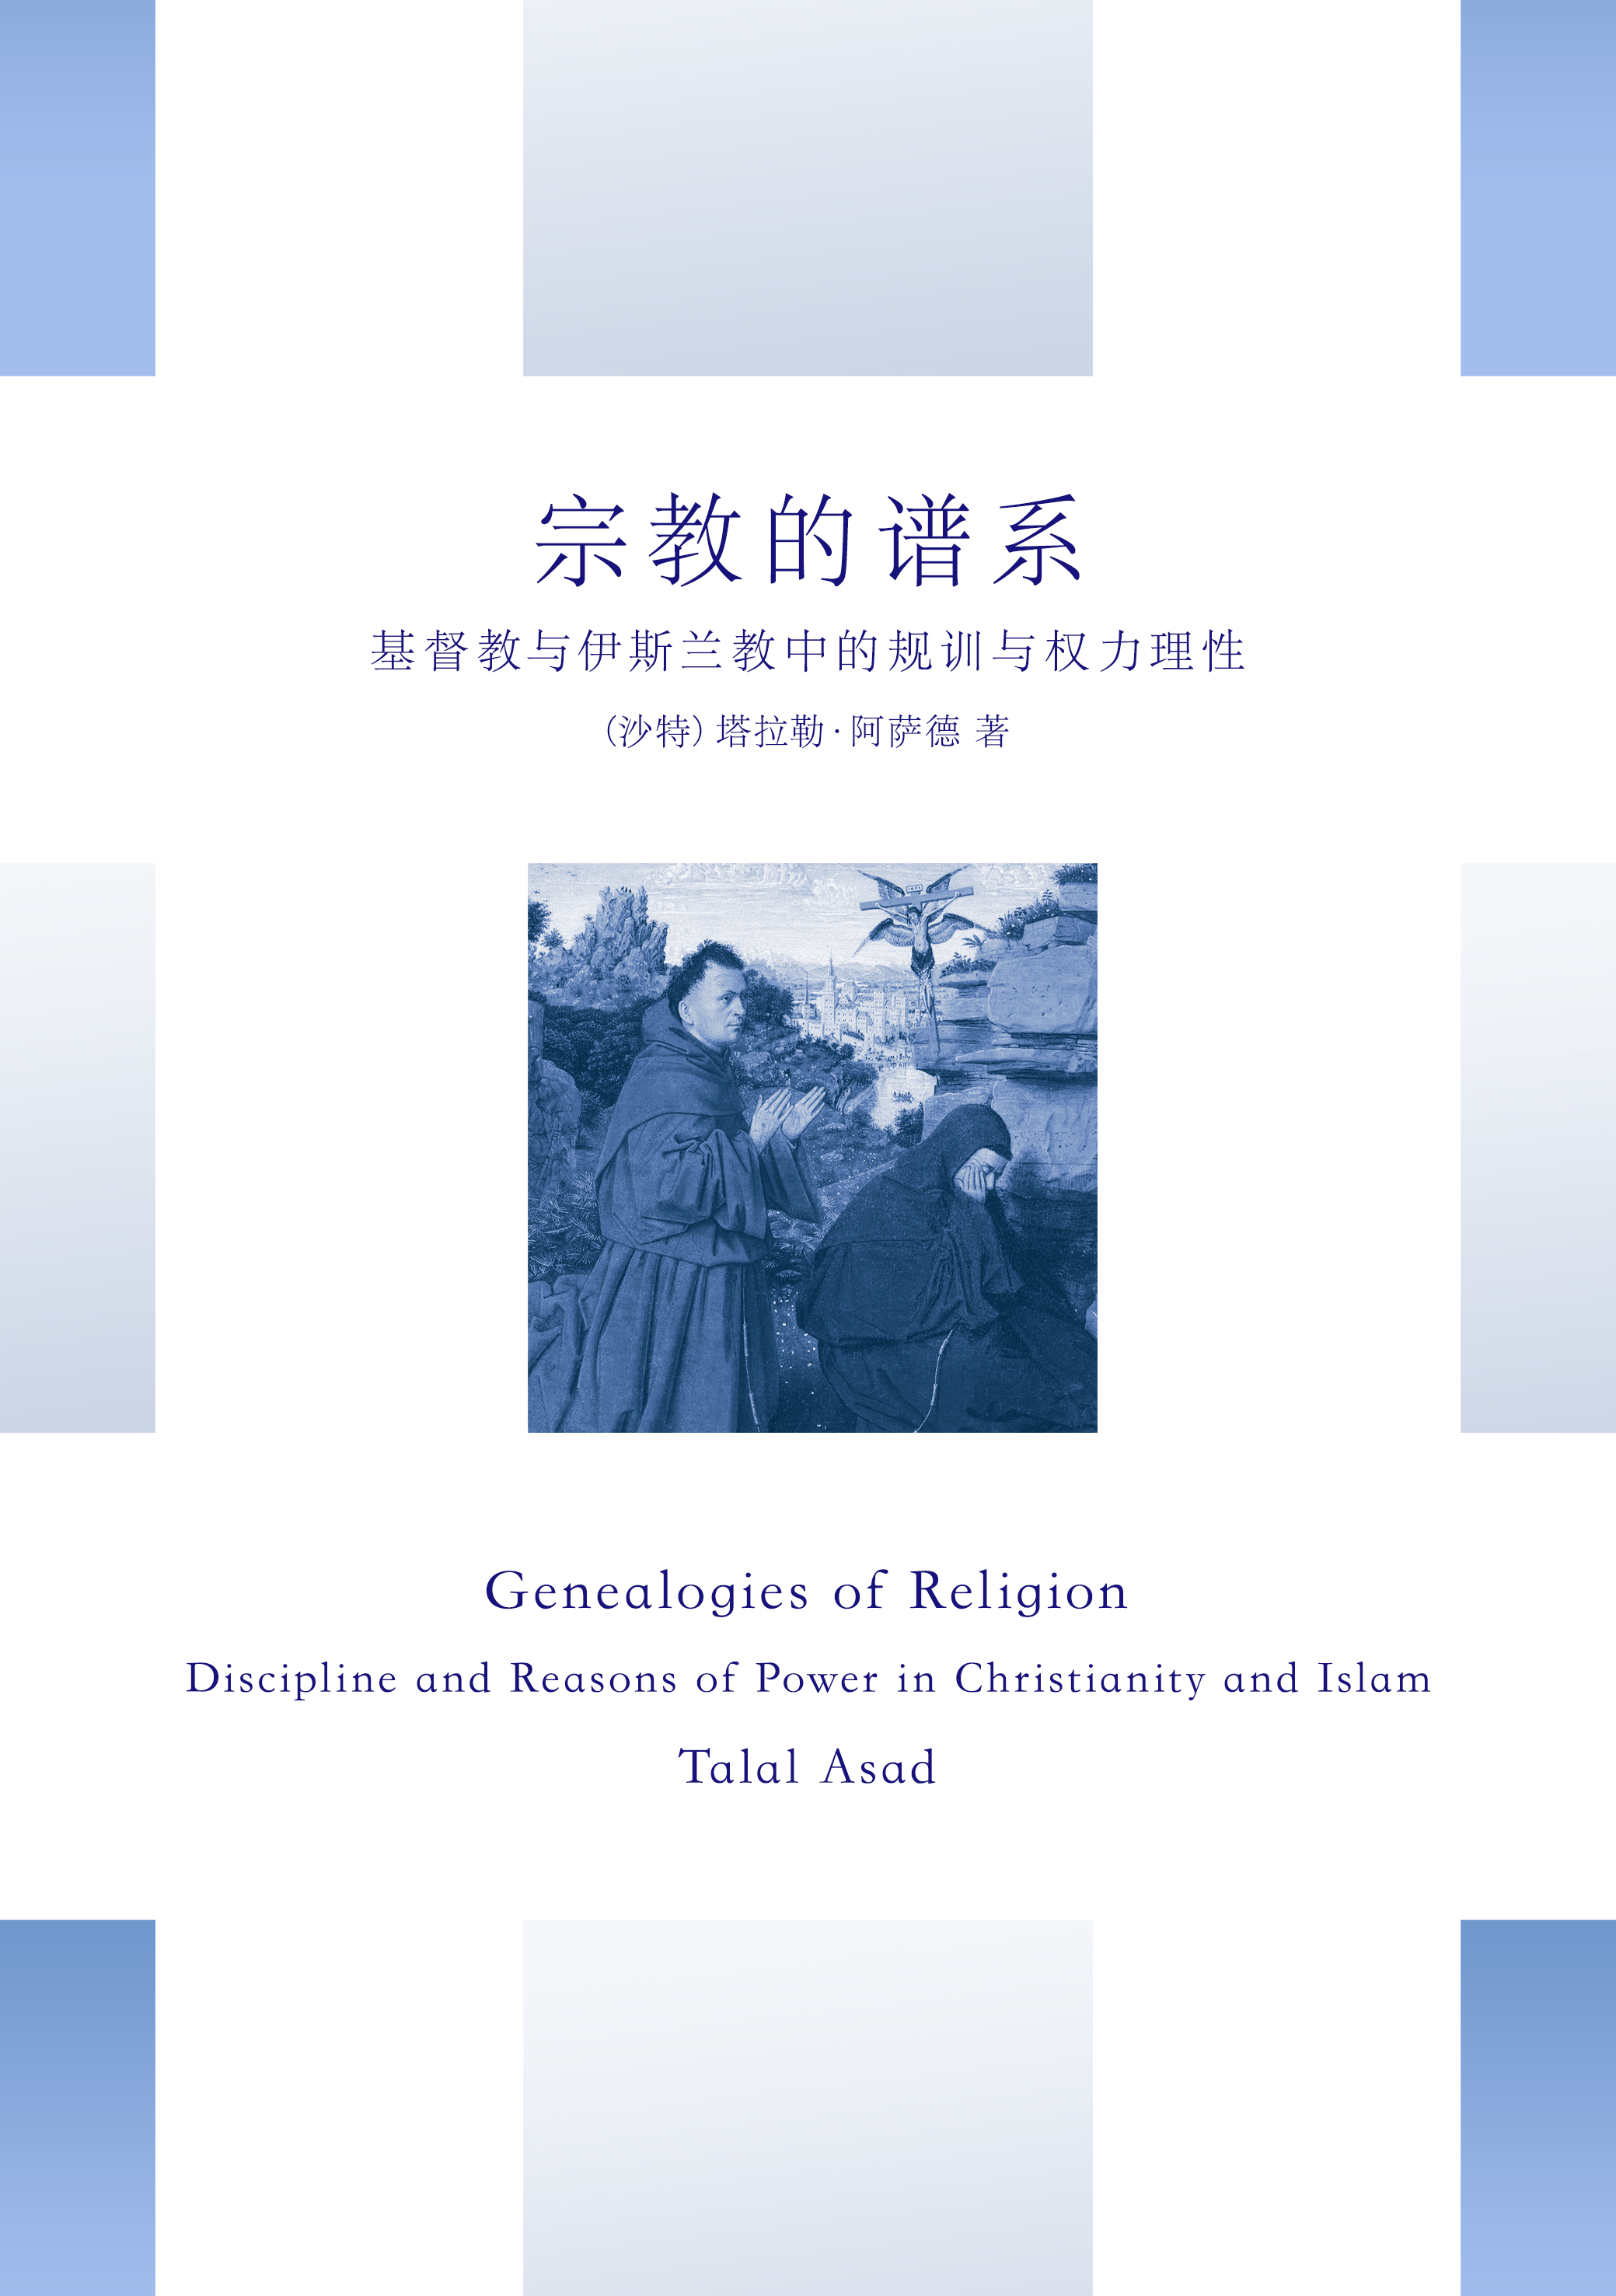 宗教的谱系
基督教与伊斯兰教中的规训与权力理性
(沙特) 塔拉勒·阿萨德 著
Genealogies of Religion
Discipline and Reasons of Power in Christianity and Islam
Talal Asad